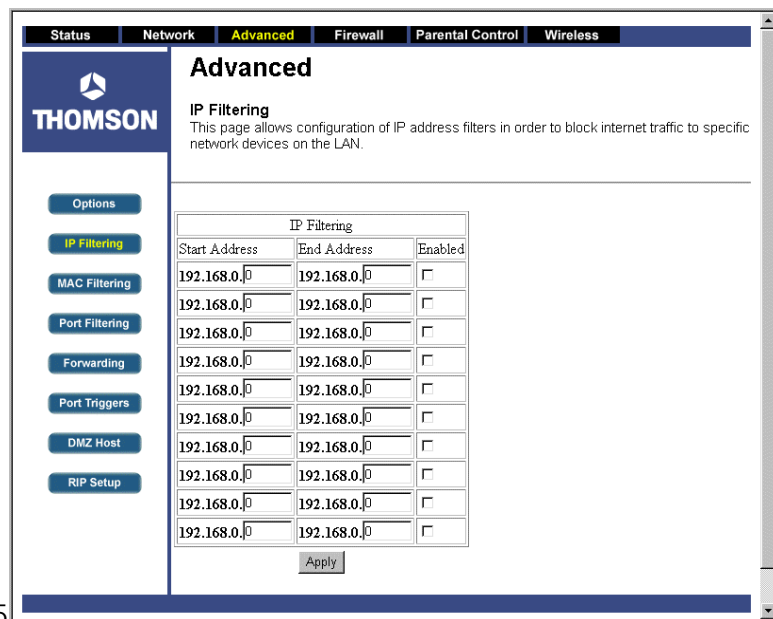 Status Network Advanced Firewall Parental Control Wireless
THOMSON
Advanced
IP Filtering
This page allows configuration of IP address filters in order to block internet traffic to specific
network devices on the LAN.
Options
IP Filtering
MAC Filtering
Port Filtering
Forwarding
Port Triggers
DMZ Host
RIP Setup
IP Filtering
Start Address End Address Enabled
192.168.0.0 192.168.0.0
192.168.0.0 192.168.0.0
192.168.0.0 192.168.0.0
192.168.0.0 192.168.0.0
192.168.0.0 192.168.0.0
192.168.0.0 192.168.0.0
192.168.0.0 192.168.0.0
192.168.0.0 192.168.0.0
192.168.0.0 192.168.0.0
192.168.0.0 192.168.0.0
Apply